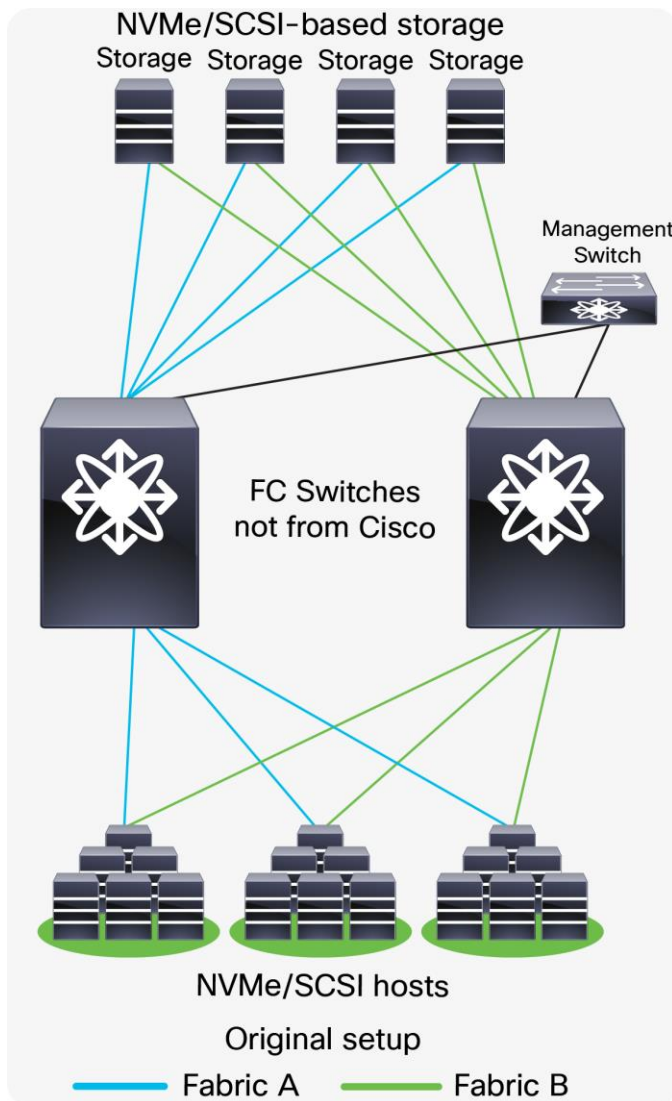 NVMe/SCSI-based storage
Storage Storage Storage Storage
Management
Switch
FC Switches
not from Cisco
NVMe/SCSI hosts
Original setup
Fabric A Fabric B